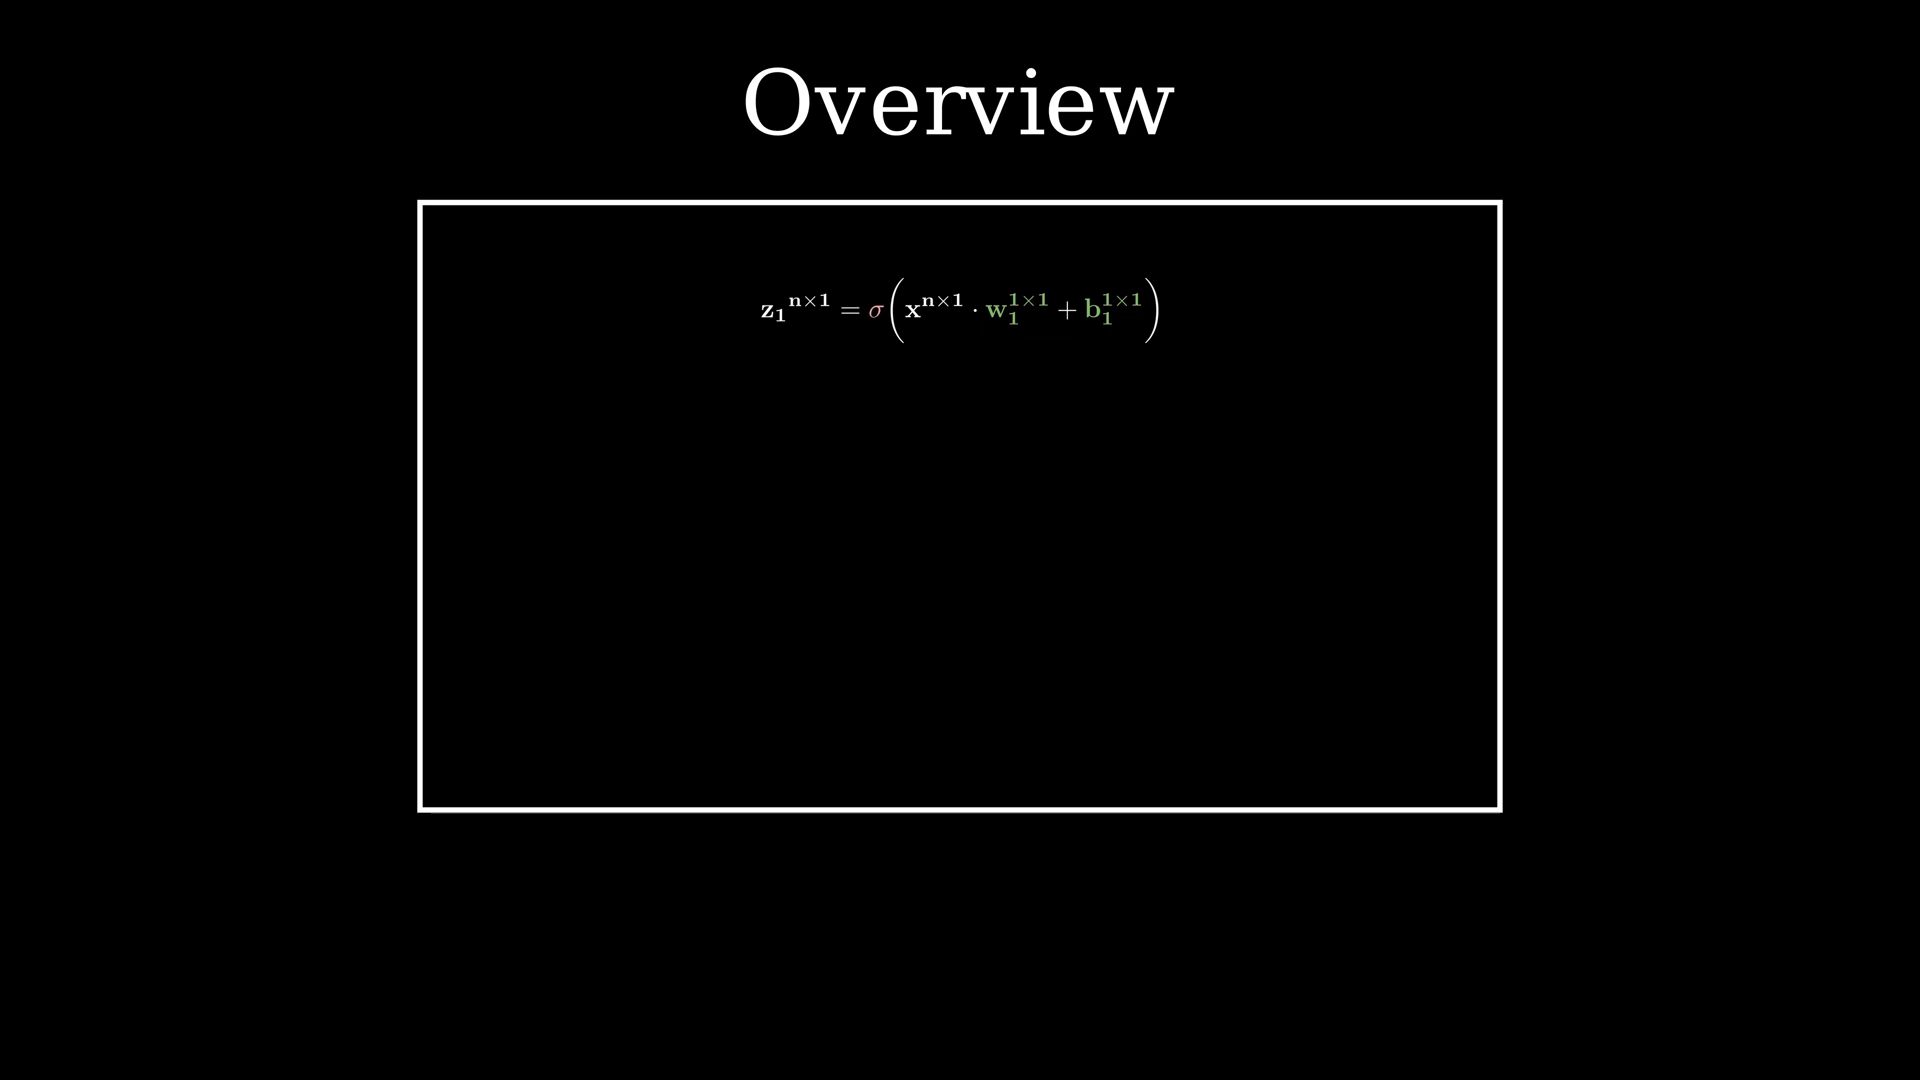 Overview
z₁ⁿˣ¹ = σ(xⁿˣ¹ · w₁¹ˣ¹ + b₁¹ˣ¹)